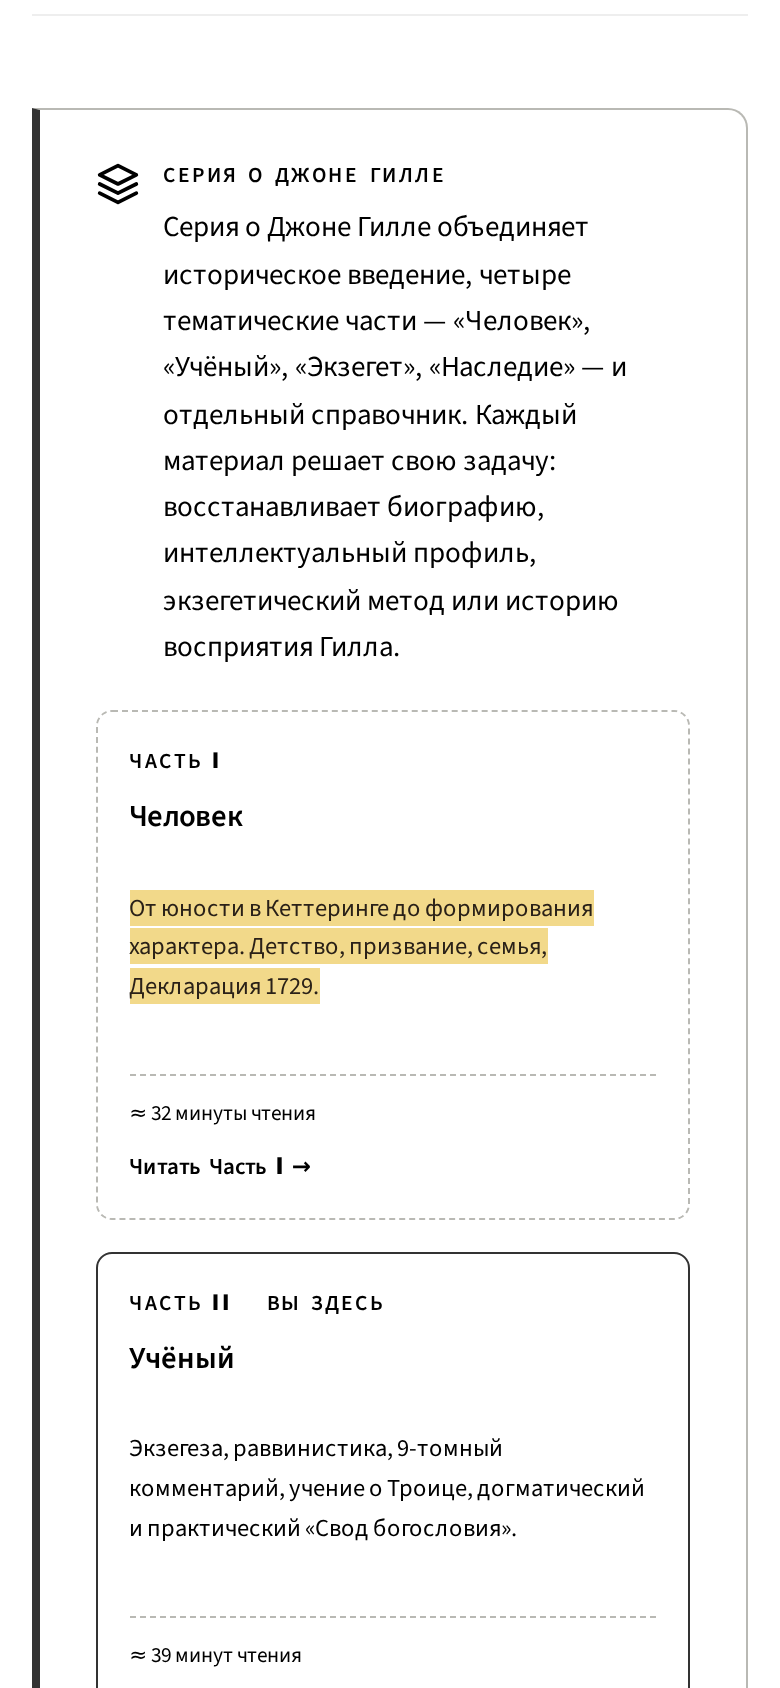 СЕРИЯ О ДЖОНЕ ГИЛЛЕ
Серия о Джоне Гилле объединяет
историческое введение, четыре
тематические части — «Человек»,
«Учёный», «Экзегет», «Наследие» — и
отдельный справочник. Каждый
материал решает свою задачу:
восстанавливает биографию,
интеллектуальный профиль,
экзегетический метод или историю
восприятия Гилла.
ЧАСТЬ I
Человек
От юности в Кеттеринге до формирования
характера. Детство, призвание, семья,
Декларация 1729.
≈ 32 минуты чтения
Читать Часть I →
ЧАСТЬ II ВЫ ЗДЕСЬ
Учёный
Экзегеза, раввинистика, 9-томный
комментарий, учение о Троице, догматический
и практический «Свод богословия».
≈ 39 минут чтения